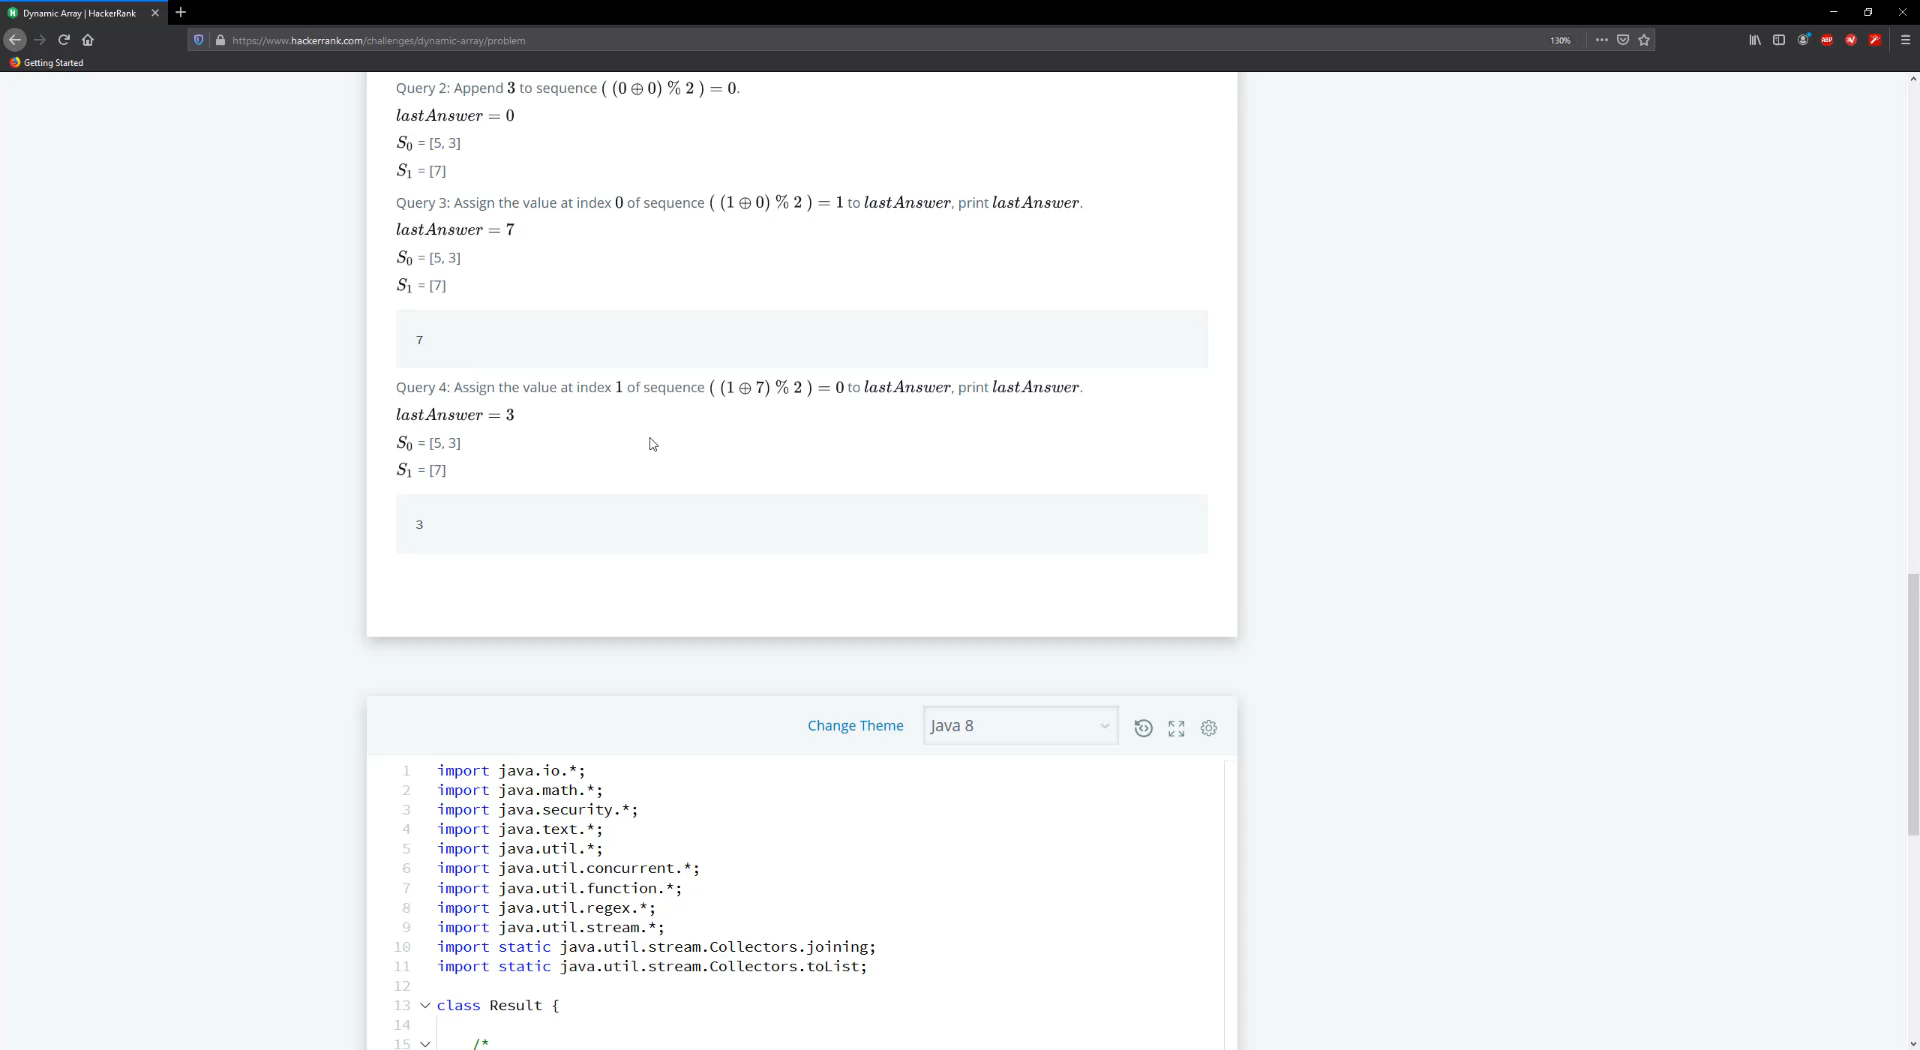 Dynamic Array | HackerRank
https://www.hackerrank.com/challenges/dynamic-array/problem
130%
ABP
Getting Started
Query 2: Append 3 to sequence ( (0 ⊕ 0) % 2 ) = 0.
lastAnswer = 0
S₀ = [5, 3]
S₁ = [7]
Query 3: Assign the value at index 0 of sequence ( (1 ⊕ 0) % 2 ) = 1 to lastAnswer, print lastAnswer.
lastAnswer = 7
S₀ = [5, 3]
S₁ = [7]
7
Query 4: Assign the value at index 1 of sequence ( (1 ⊕ 7) % 2 ) = 0 to lastAnswer, print lastAnswer.
lastAnswer = 3
S₀ = [5, 3]
S₁ = [7]
3
Change Theme
Java 8
1 import java.io.*;
2 import java.math.*;
3 import java.security.*;
4 import java.text.*;
5 import java.util.*;
6 import java.util.concurrent.*;
7 import java.util.function.*;
8 import java.util.regex.*;
9 import java.util.stream.*;
10 import static java.util.stream.Collectors.joining;
11 import static java.util.stream.Collectors.toList;
12
13 class Result {
14
15 /*